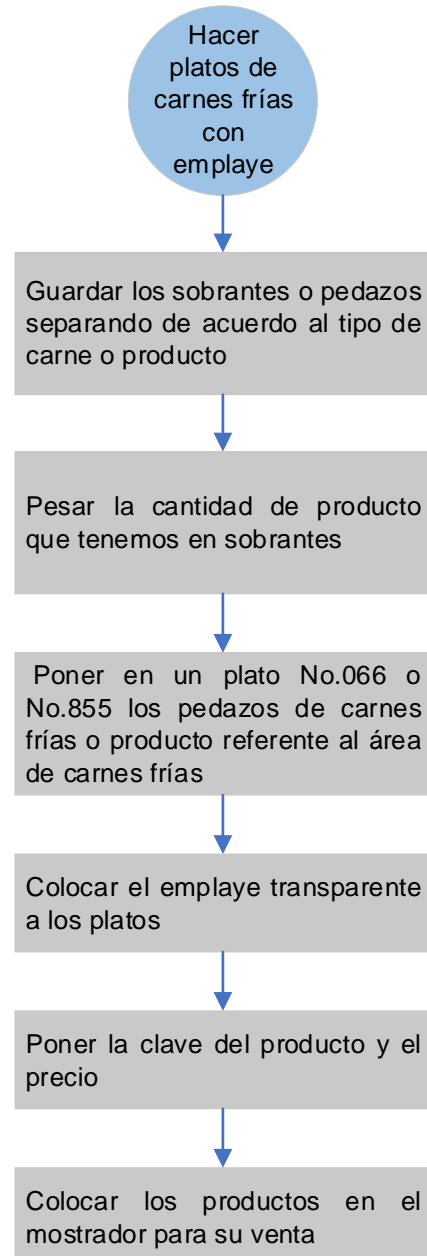 Hacer
platos de
carnes frías
con
emplaye
Guardar los sobrantes o pedazos
separando de acuerdo al tipo de
carne o producto
Pesar la cantidad de producto
que tenemos en sobrantes
Poner en un plato No.066 o
No.855 los pedazos de carnes
frías o producto referente al área
de carnes frías
Colocar el emplaye transparente
a los platos
Poner la clave del producto y el
precio
Colocar los productos en el
mostrador para su venta